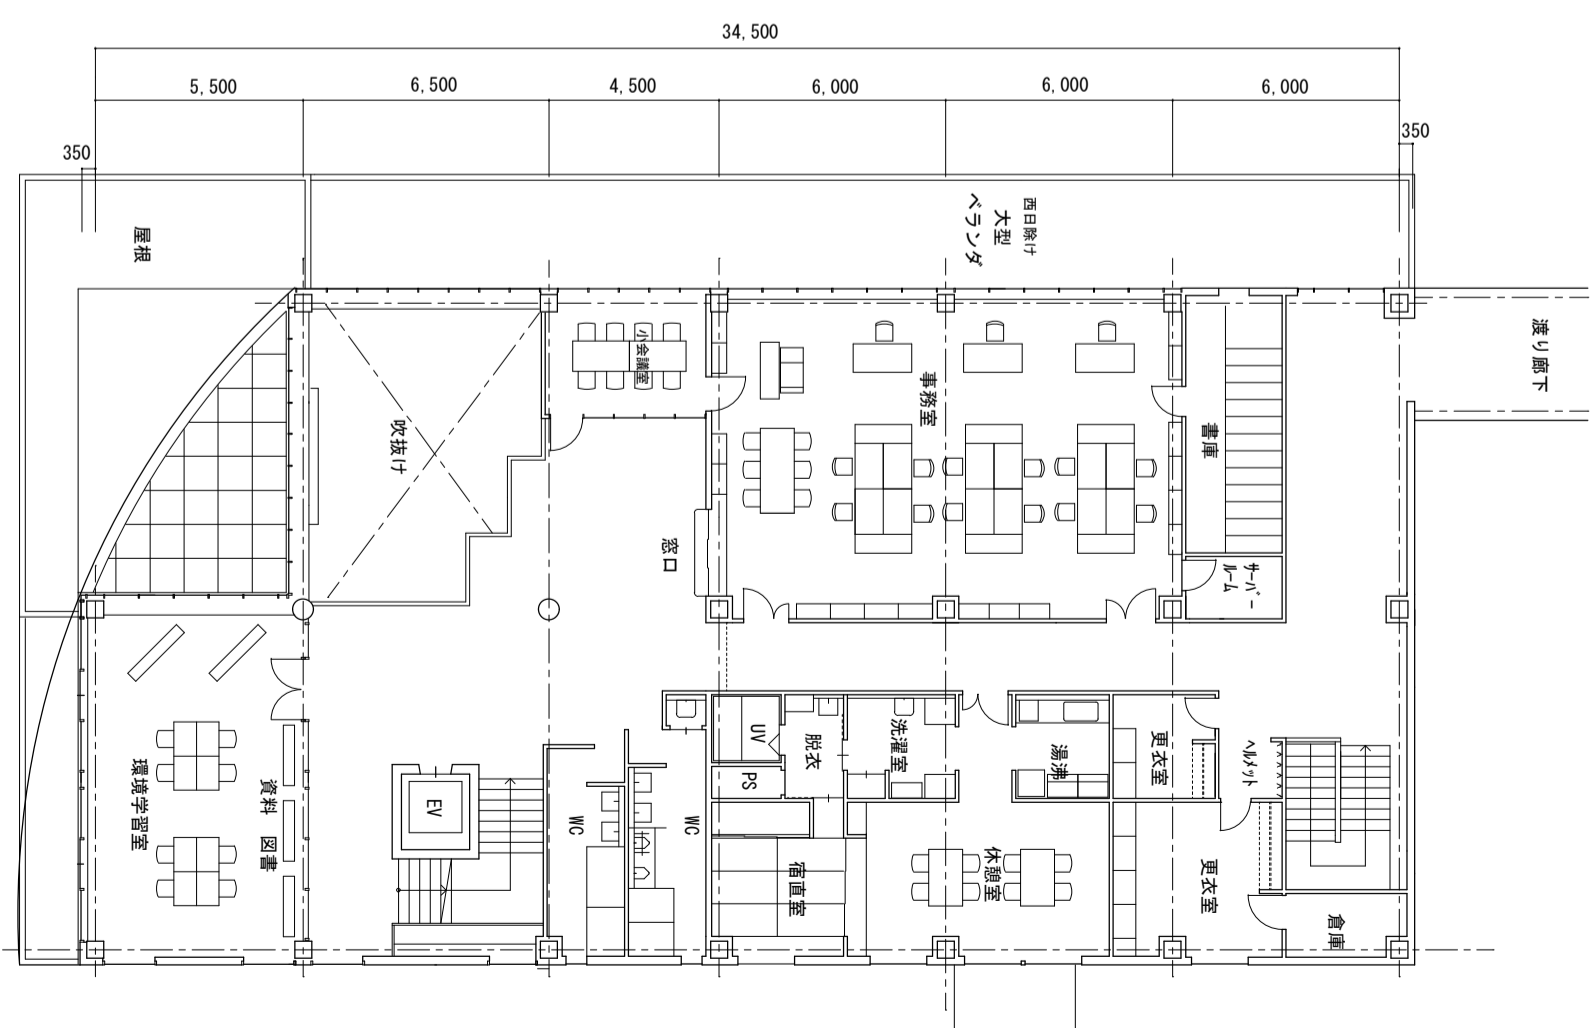 34,500
5,500
6,500
4,500
6,000
6,000
6,000
350
350
屋根
西日除け
大型
ベランダ
渡り廊下
小会議室
事務室
書庫
吹抜け
窓口
サーバー
ルーム
UV
脱衣
洗濯室
湯沸
更衣室
ヘルメット
PS
環境学習室
資料 図書
EV
WC
WC
宿直室
休憩室
更衣室
倉庫